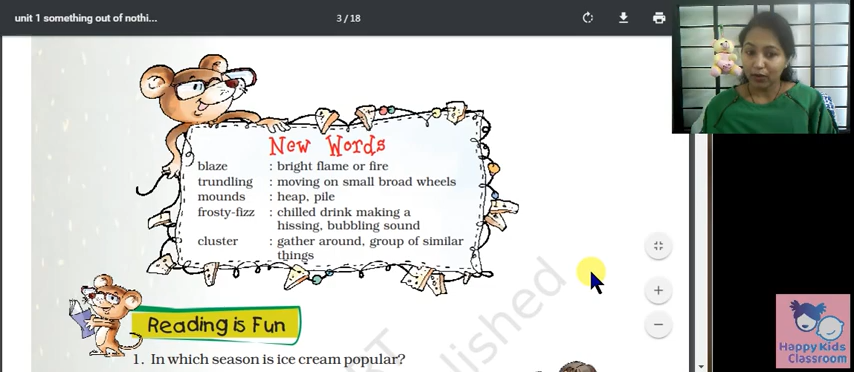 unit 1 something out of nothi...
3 / 18
New Words
blaze : bright flame or fire
trundling : moving on small broad wheels
mounds : heap, pile
frosty-fizz : chilled drink making a
hissing, bubbling sound
cluster : gather around, group of similar
things
Reading is Fun
1. In which season is ice cream popular?
lished
Happy Kids
Classroom